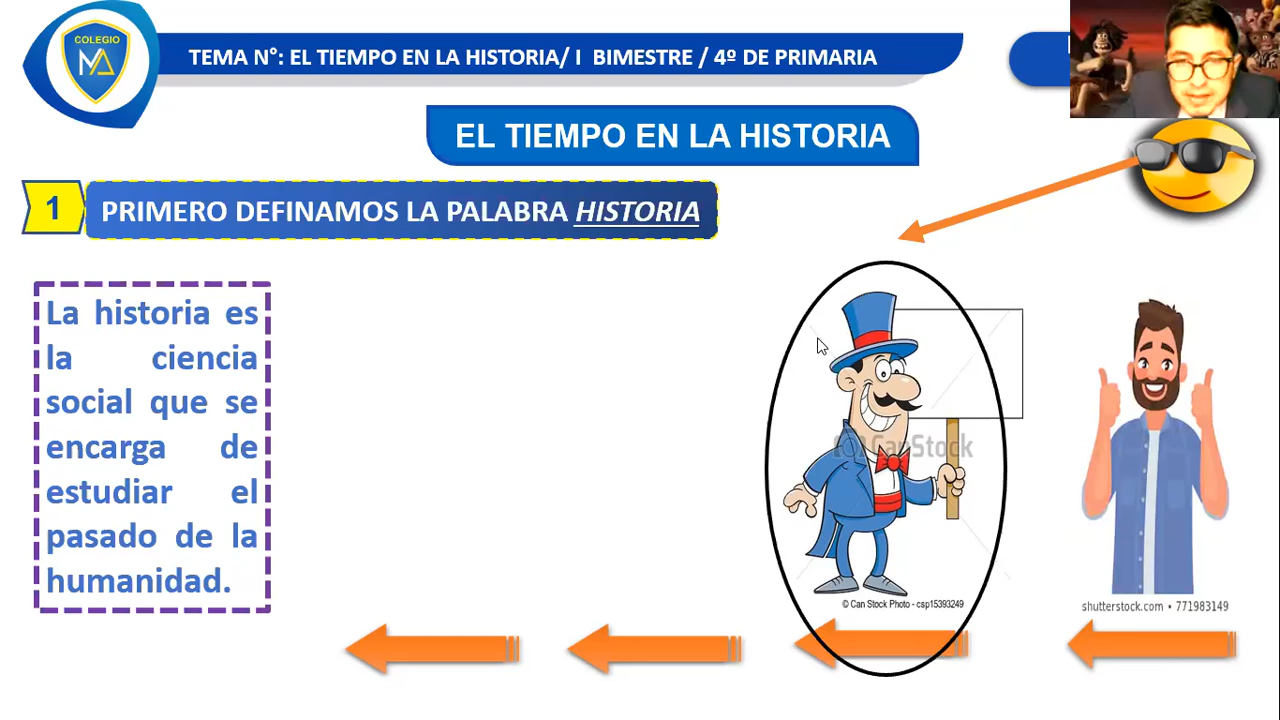 COLEGIO
MA
TEMA N°: EL TIEMPO EN LA HISTORIA/ I BIMESTRE / 4º DE PRIMARIA
EL TIEMPO EN LA HISTORIA
1
PRIMERO DEFINAMOS LA PALABRA HISTORIA
La historia es
la ciencia
social que se
encarga de
estudiar el
pasado de la
humanidad.
CanStock
© Can Stock Photo - csp15393249
shutterstock.com • 771983149